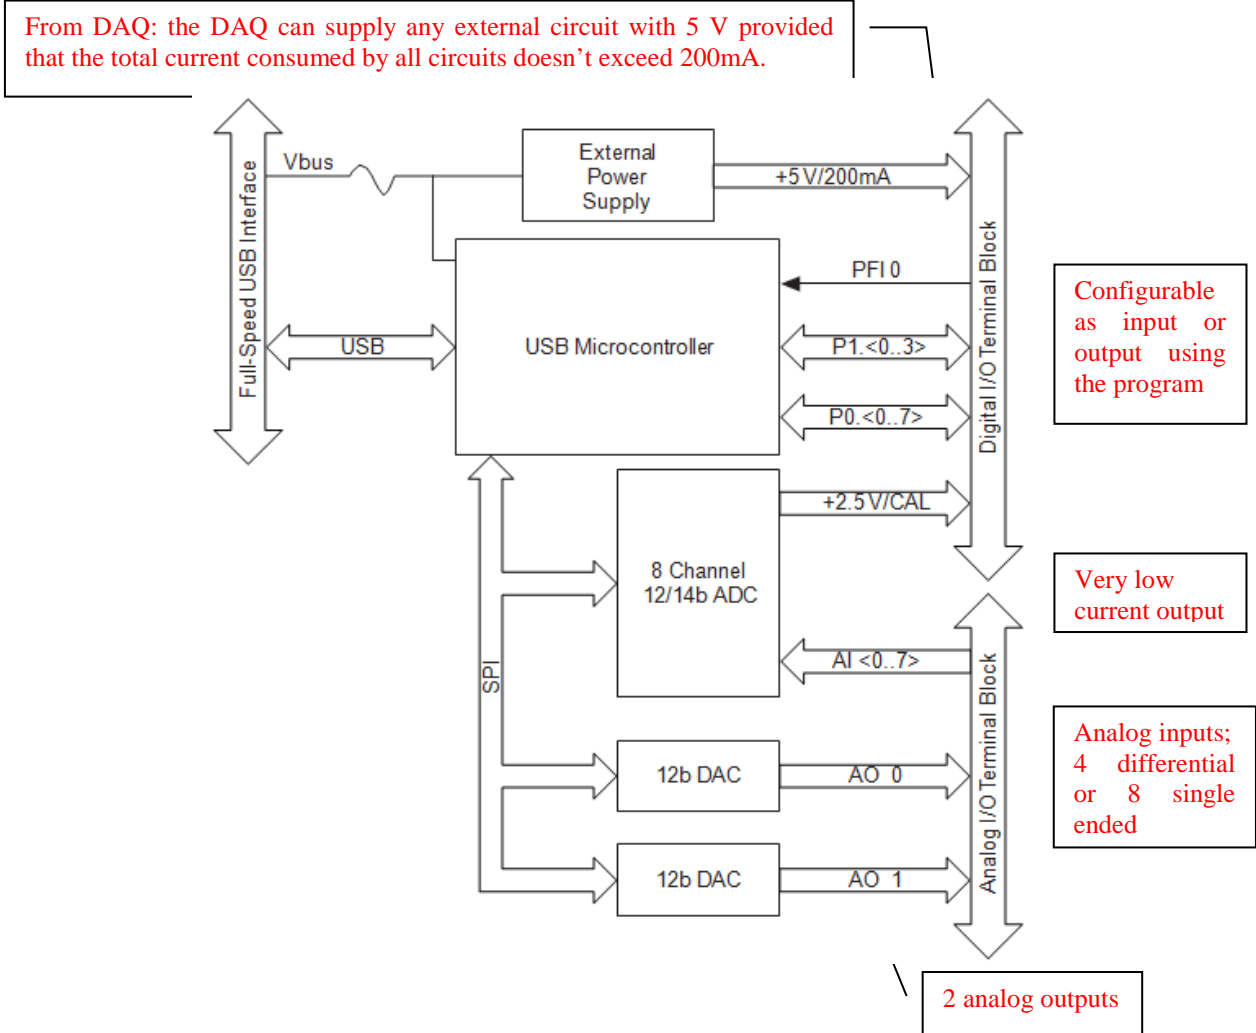 From DAQ: the DAQ can supply any external circuit with 5 V provided
that the total current consumed by all circuits doesn’t exceed 200mA.
Vbus
External
Power
Supply
+5V/200mA
Full-Speed USB Interface
USB
USB Microcontroller
PFI 0
P1.<0..3>
P0.<0..7>
Digital I/O Terminal Block
Configurable
as input or
output using
the program
+2.5V/CAL
8 Channel
12/14b ADC
Very low
current output
AI <0..7>
SPI
Analog I/O Terminal Block
Analog inputs;
4 differential
or 8 single
ended
12b DAC
AO 0
12b DAC
AO 1
2 analog outputs